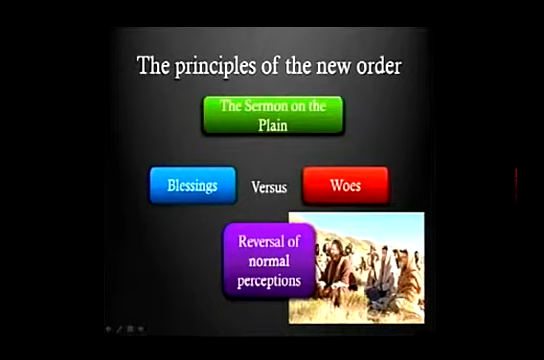 The principles of the new order
The Sermon on the
Plain
Blessings
Versus
Woes
Reversal of
normal
perceptions